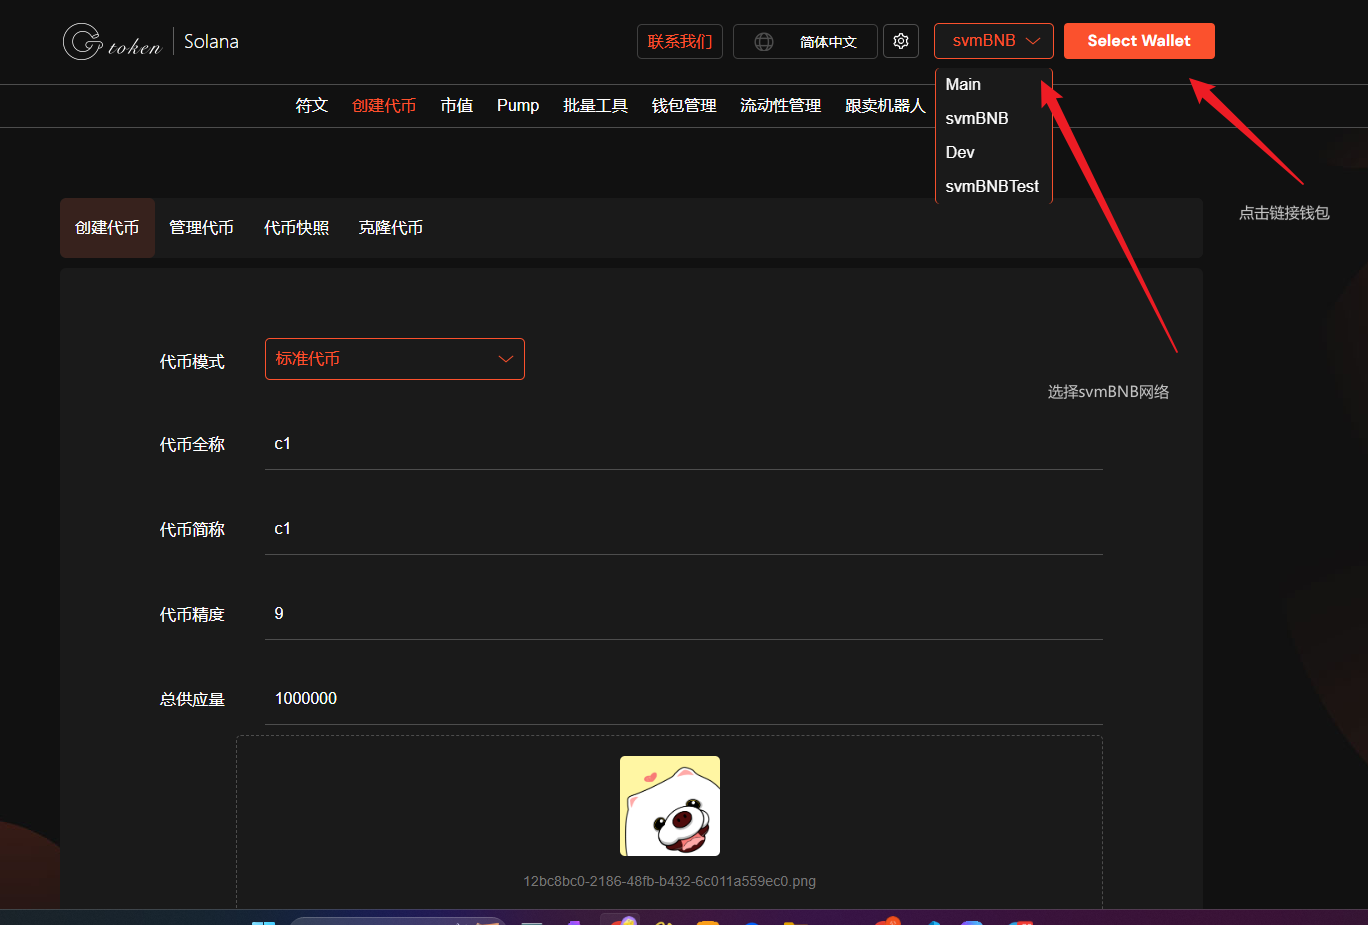 Gtoken Solana
联系我们 简体中文 svmBNB Select Wallet
符文 创建代币 市值 Pump 批量工具 钱包管理 流动性管理 跟卖机器人
Main
svmBNB
Dev
svmBNBTest
点击链接钱包
创建代币 管理代币 代币快照 克隆代币
代币模式 标准代币
选择svmBNB网络
代币全称 c1
代币简称 c1
代币精度 9
总供应量 1000000
12bc8bc0-2186-48fb-b432-6c011a559ec0.png